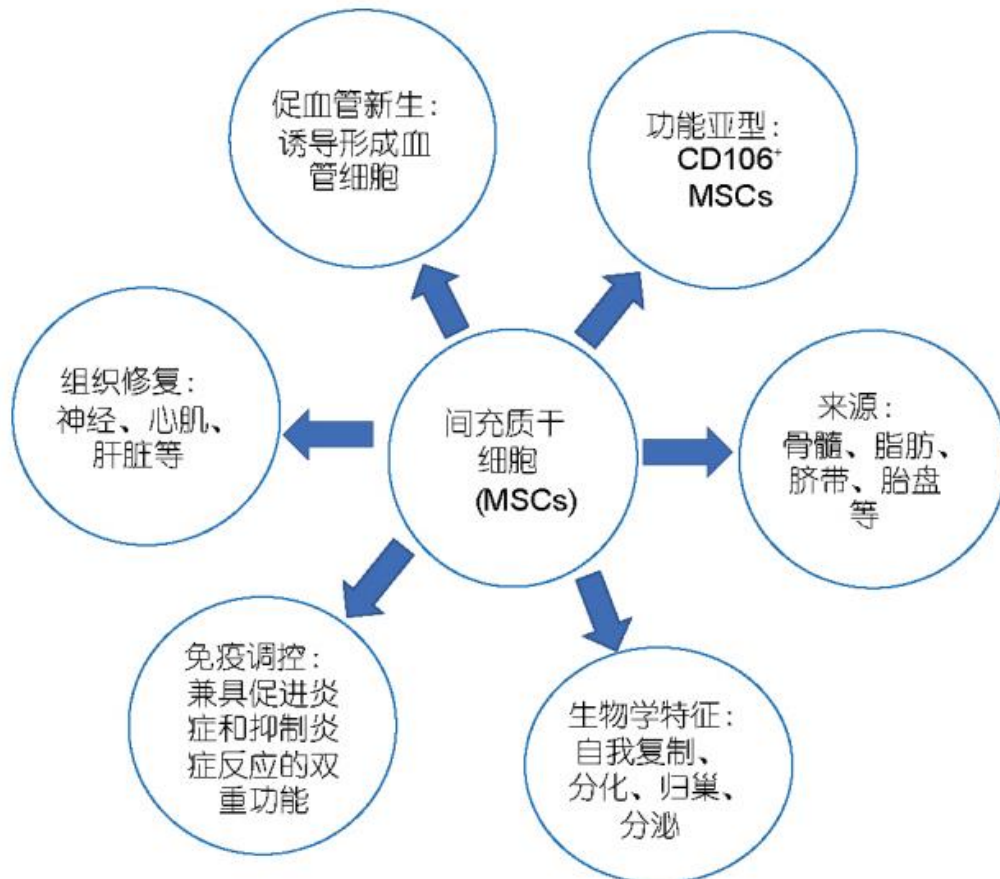 促血管新生：
诱导形成血
管细胞
功能亚型：
CD106⁺
MSCs
组织修复：
神经、心肌、
肝脏等
间充质干
细胞
(MSCs)
来源：
骨髓、脂肪、
脐带、胎盘
等
免疫调控：
兼具促进炎
症和抑制炎
症反应的双
重功能
生物学特征：
自我复制、
分化、归巢、
分泌